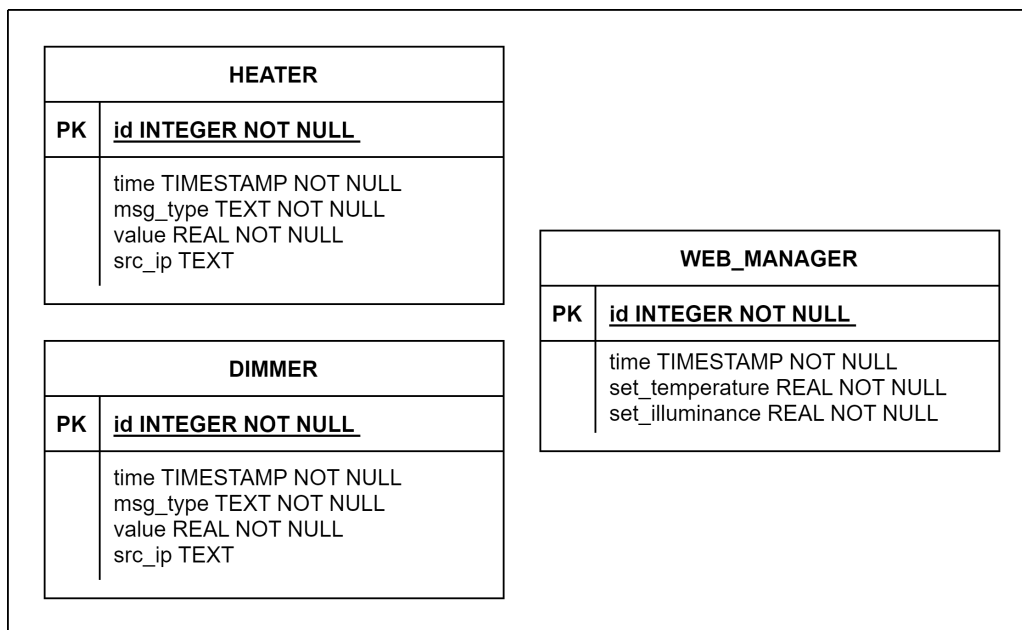 HEATER
PK id INTEGER NOT NULL
time TIMESTAMP NOT NULL
msg_type TEXT NOT NULL
value REAL NOT NULL
src_ip TEXT
DIMMER
PK id INTEGER NOT NULL
time TIMESTAMP NOT NULL
msg_type TEXT NOT NULL
value REAL NOT NULL
src_ip TEXT
WEB_MANAGER
PK id INTEGER NOT NULL
time TIMESTAMP NOT NULL
set_temperature REAL NOT NULL
set_illuminance REAL NOT NULL